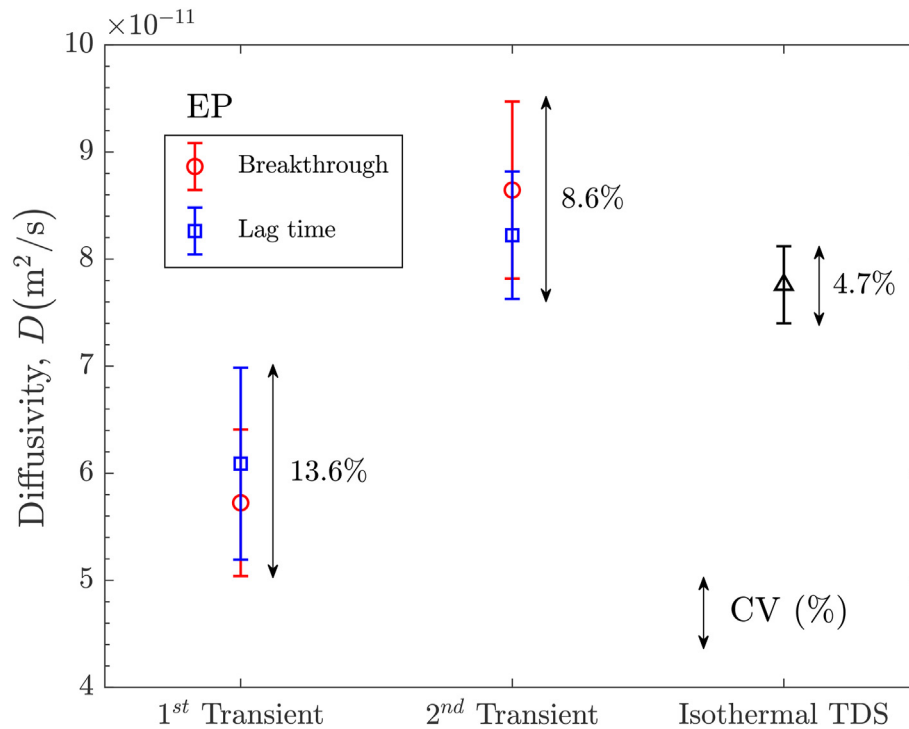 ×10⁻¹¹
10
9
8
7
6
5
4
Diffusivity, D(m²/s)
EP
Breakthrough
Lag time
8.6%
4.7%
13.6%
CV (%)
1ˢᵗ Transient
2ⁿᵈ Transient
Isothermal TDS